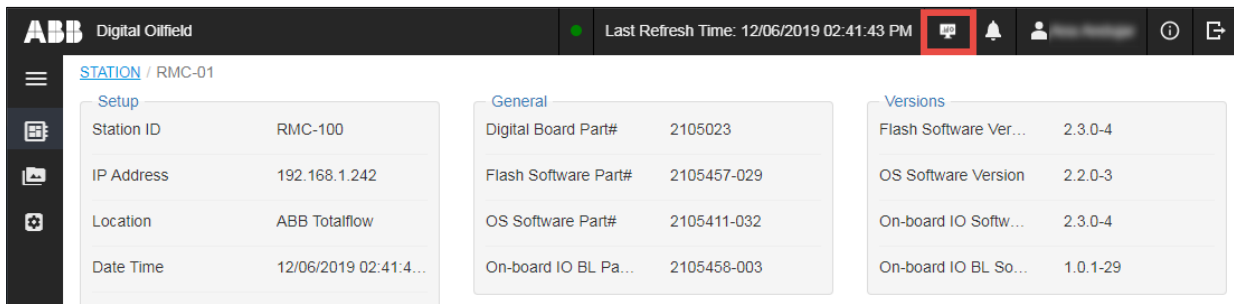 ABB Digital Oilfield Last Refresh Time: 12/06/2019 02:41:43 PM
STATION / RMC-01
Setup
Station ID RMC-100
IP Address 192.168.1.242
Location ABB Totalflow
Date Time 12/06/2019 02:41:4...
General
Digital Board Part# 2105023
Flash Software Part# 2105457-029
OS Software Part# 2105411-032
On-board IO BL Pa... 2105458-003
Versions
Flash Software Ver... 2.3.0-4
OS Software Version 2.2.0-3
On-board IO Softw... 2.3.0-4
On-board IO BL So... 1.0.1-29